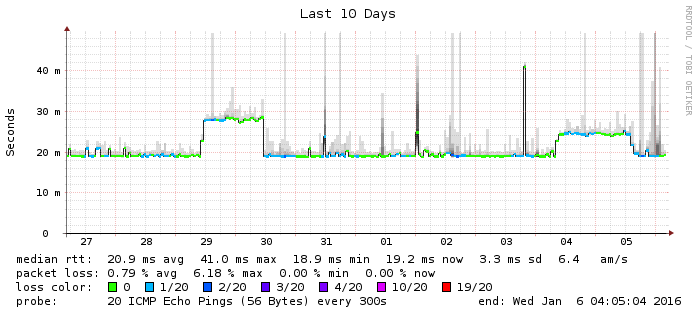 Last 10 Days
RRDTOOL / TOBI OETIKER
Seconds
40 m
30 m
20 m
10 m
0
27 28 29 30 31 01 02 03 04 05
median rtt: 20.9 ms avg 41.0 ms max 18.9 ms min 19.2 ms now 3.3 ms sd 6.4 am/s
packet loss: 0.79 % avg 6.18 % max 0.00 % min 0.00 % now
loss color: 0 1/20 2/20 3/20 4/20 10/20 19/20
probe: 20 ICMP Echo Pings (56 Bytes) every 300s end: Wed Jan 6 04:05:04 2016